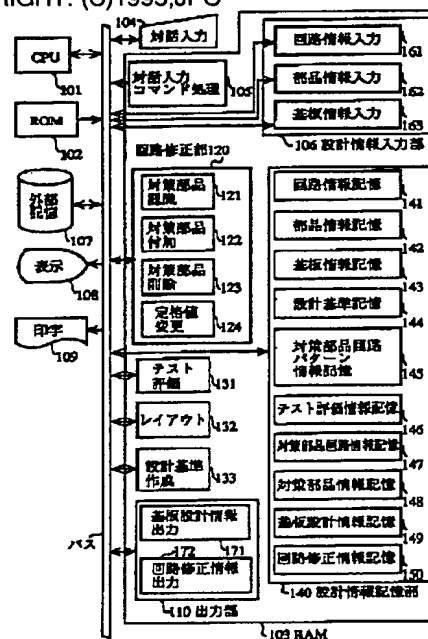 RIGHT: (C)1995,JPO
104
対話入力
CPU
101
ROM
102
外部
記憶
107
表示
108
印字
109
バス
対話入力
コマンド処理
105
回路修正部120
対策部品
認識
121
対策部品
付加
122
対策部品
削除
123
定格値
変更
124
テスト
評価
131
レイアウト
132
設計基準
作成
133
基板設計情報
出力
171
172
回路修正情報
出力
110 出力部
回路情報入力
161
部品情報入力
162
基板情報入力
163
106 設計情報入力部
回路情報記憶
141
部品情報記憶
142
基板情報記憶
143
設計基準記憶
144
対策部品回路
パターン
情報記憶
145
テスト評価情報記憶
146
対策部品回路情報記憶
147
対策部品情報記憶
148
基板設計情報記憶
149
回路修正情報記憶
150
140 設計情報記憶部
103 RAM